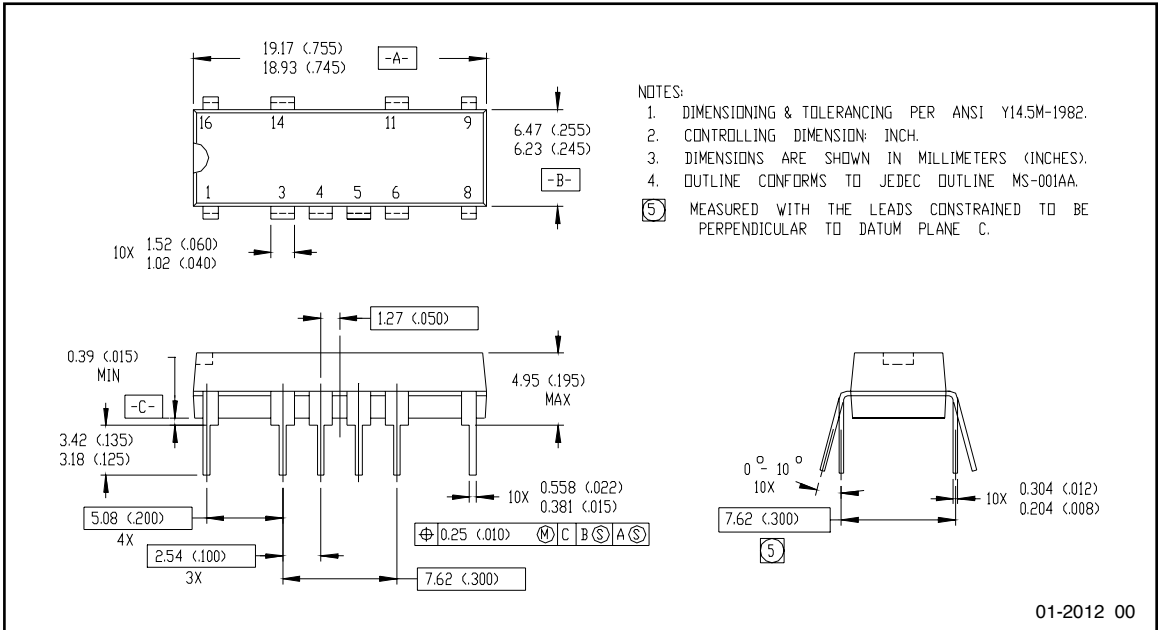 19.17 (.755)
18.93 (.745)
-A-
16 14 11 9
1 3 4 5 6 8
6.47 (.255)
6.23 (.245)
-B-
10X 1.52 (.060)
1.02 (.040)
NOTES:
1. DIMENSIONING & TOLERANCING PER ANSI Y14.5M-1982.
2. CONTROLLING DIMENSION: INCH.
3. DIMENSIONS ARE SHOWN IN MILLIMETERS (INCHES).
4. OUTLINE CONFORMS TO JEDEC OUTLINE MS-001AA.
5 MEASURED WITH THE LEADS CONSTRAINED TO BE
PERPENDICULAR TO DATUM PLANE C.
1.27 (.050)
0.39 (.015)
MIN
-C-
3.42 (.135)
3.18 (.125)
4.95 (.195)
MAX
5.08 (.200)
4X
2.54 (.100)
3X
7.62 (.300)
10X 0.558 (.022)
0.381 (.015)
⌖ 0.25 (.010) Ⓜ C B Ⓢ A Ⓢ
0° - 10°
10X
7.62 (.300)
5
10X 0.304 (.012)
0.204 (.008)
01-2012 00